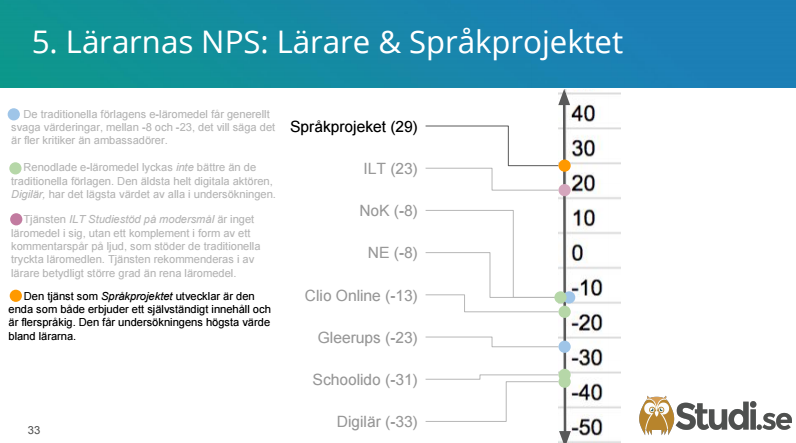 5. Lärarnas NPS: Lärare & Språkprojektet
De traditionella förlagens e-läromedel får generellt
svaga värderingar, mellan -8 och -23, det vill säga det
är fler kritiker än ambassadörer.
Renodlade e-läromedel lyckas inte bättre än de
traditionella förlagen. Den äldsta helt digitala aktören,
Digilär, har det lägsta värdet av alla i undersökningen.
Tjänsten ILT Studiestöd på modersmål är inget
läromedel i sig, utan ett komplement i form av ett
kommentarspår på ljud, som stöder de traditionella
tryckta läromedlen. Tjänsten rekommenderas i av
lärare betydligt större grad än rena läromedel.
Den tjänst som Språkprojektet utvecklar är den
enda som både erbjuder ett självständigt innehåll och
är flerspråkig. Den får undersökningens högsta värde
bland lärarna.
Språkprojeket (29)
ILT (23)
NoK (-8)
NE (-8)
Clio Online (-13)
Gleerups (-23)
Schoolido (-31)
Digilär (-33)
40
30
20
10
0
-10
-20
-30
-40
-50
33
Studi.se